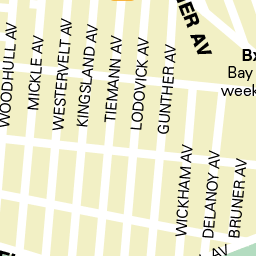 WOODHULL AV
MICKLE AV
WESTERVELT AV
KINGSLAND AV
TIEMANN AV
LODOVICK AV
GUNTHER AV
ER AV
Bx
Bay
week
WICKHAM AV
DELANOY AV
BRUNER AV